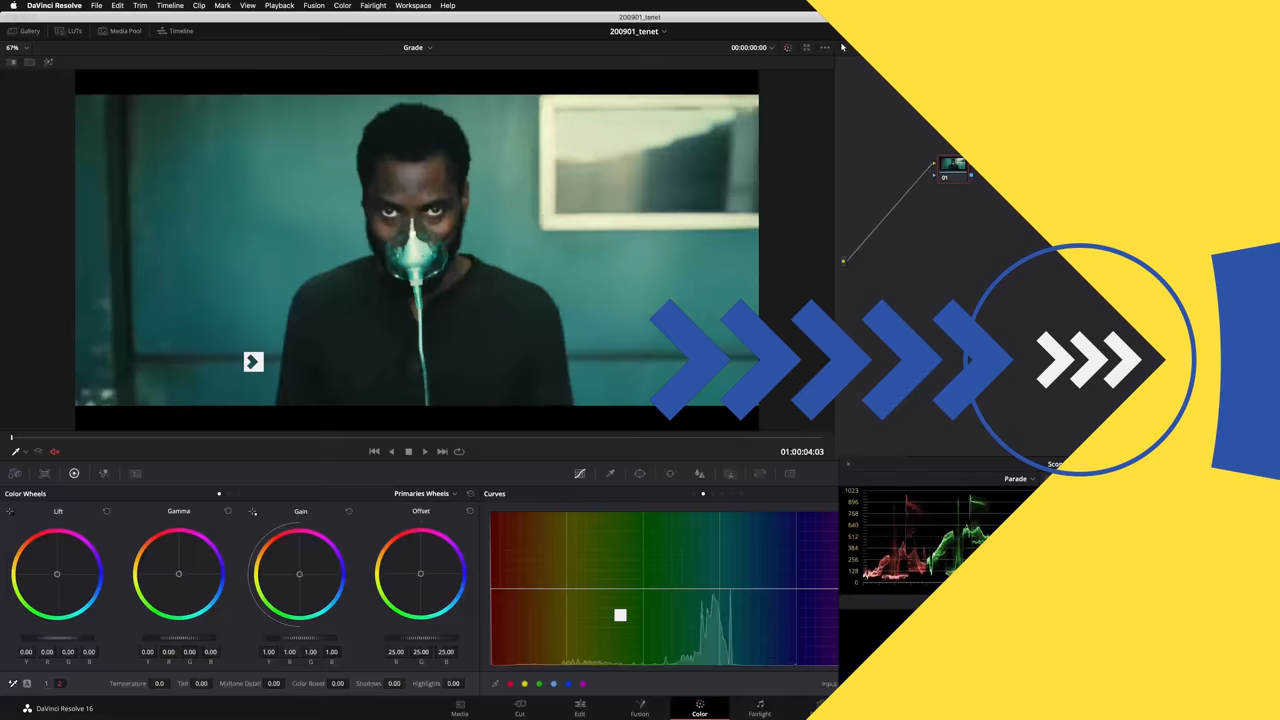 DaVinci Resolve File Edit Trim Timeline Clip Mark View Playback Fusion Color Fairlight Workspace Help
200901_tenet
Gallery LUTs Media Pool Timeline 200901_tenet
67% Grade 00:00:00:00
01
01:00:04:03
Color Wheels Primaries Wheels Curves
Parade
Lift Gamma Gain Offset
1023
896
768
640
512
384
256
128
0
0.00 0.00 0.00 0.00 0.00 0.00 0.00 0.00 1.00 1.00 1.00 1.00 25.00 25.00 25.00
Y R G B Y R G B Y R G B R G B
A 1 2 Temperature 0.0 Tint 0.00 Midtone Detail 0.00 Color Boost 0.00 Shadows 0.00 Highlights 0.00 Input
DaVinci Resolve 16 Media Cut Edit Fusion Color Fairlight